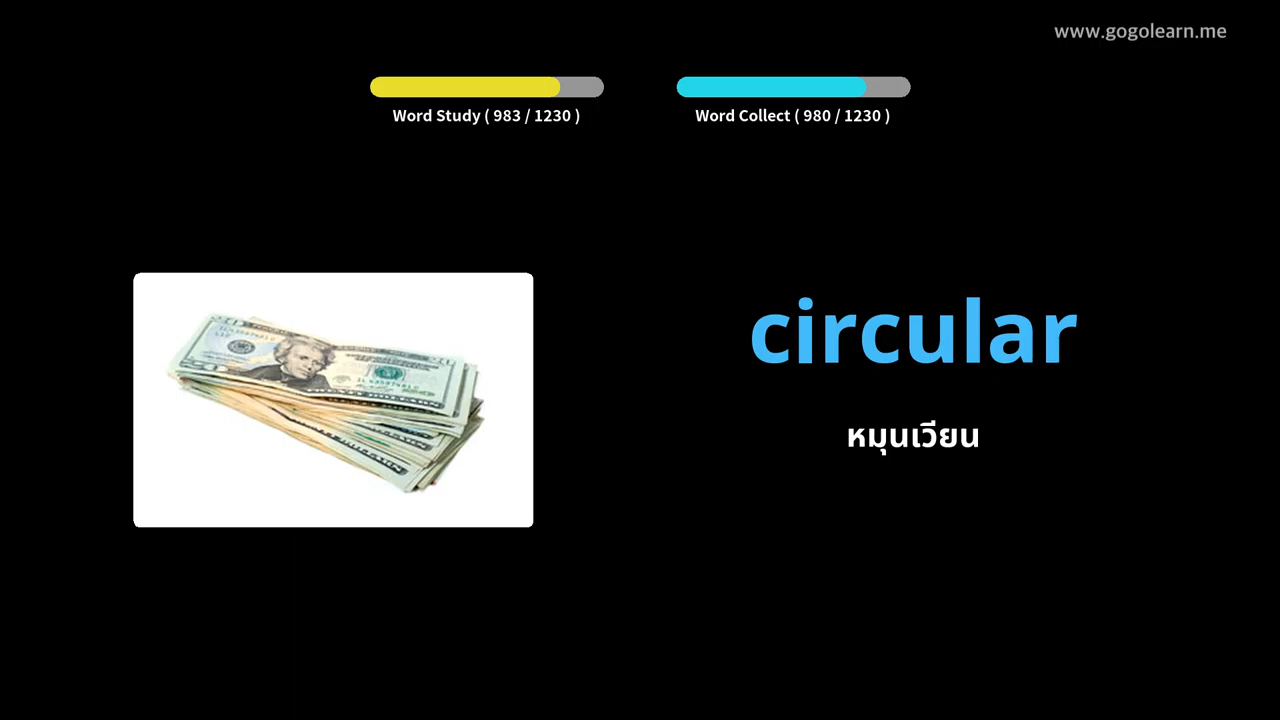 www.gogolearn.me
Word Study ( 983 / 1230 )
Word Collect ( 980 / 1230 )
circular
หมุนเวียน